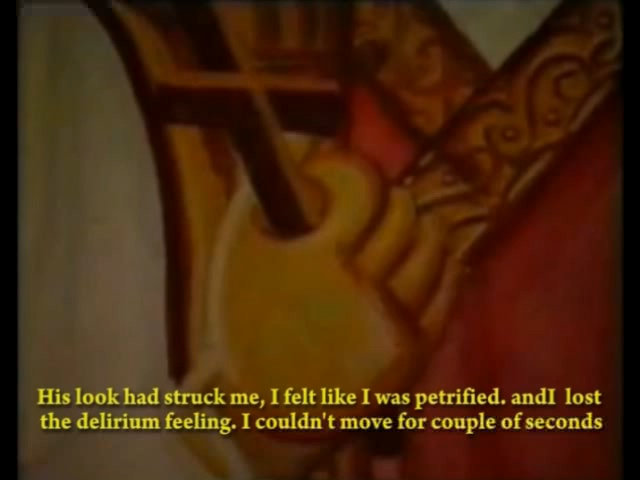 His look had struck me, I felt like I was petrified. andI  lost
the delirium feeling. I couldn't move for couple of seconds